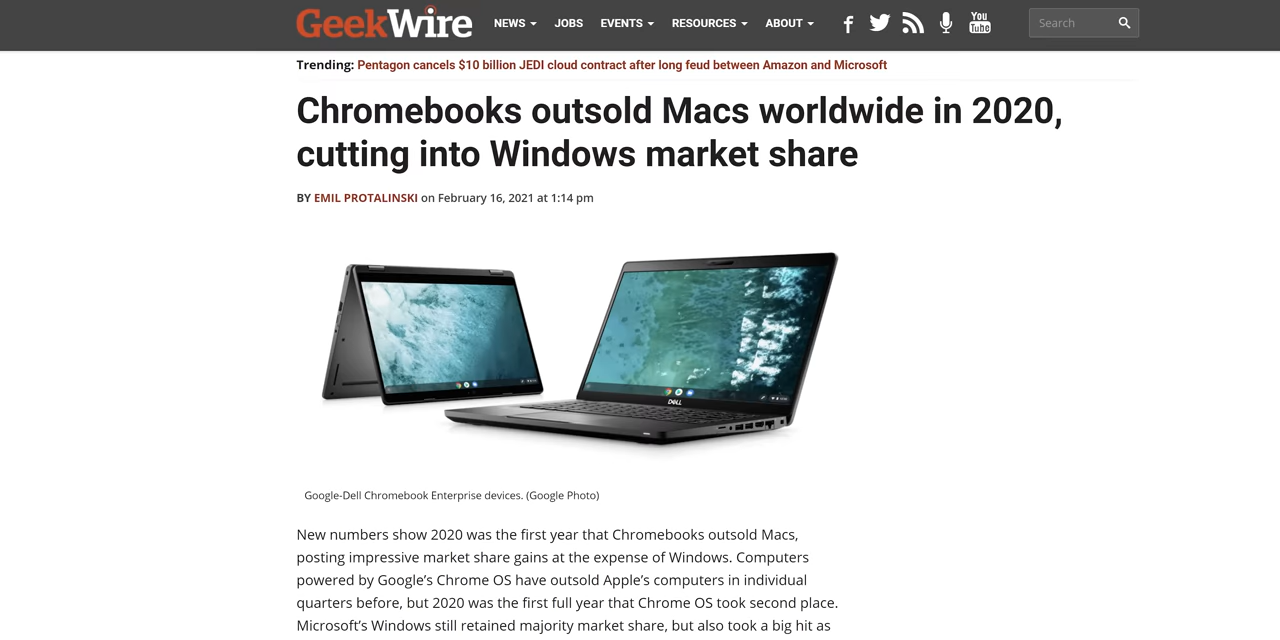 GeekWire NEWS JOBS EVENTS RESOURCES ABOUT You Tube Search
Trending: Pentagon cancels $10 billion JEDI cloud contract after long feud between Amazon and Microsoft
Chromebooks outsold Macs worldwide in 2020,
cutting into Windows market share
BY EMIL PROTALINSKI on February 16, 2021 at 1:14 pm
DELL
Google-Dell Chromebook Enterprise devices. (Google Photo)
New numbers show 2020 was the first year that Chromebooks outsold Macs,
posting impressive market share gains at the expense of Windows. Computers
powered by Google’s Chrome OS have outsold Apple’s computers in individual
quarters before, but 2020 was the first full year that Chrome OS took second place.
Microsoft’s Windows still retained majority market share, but also took a big hit as